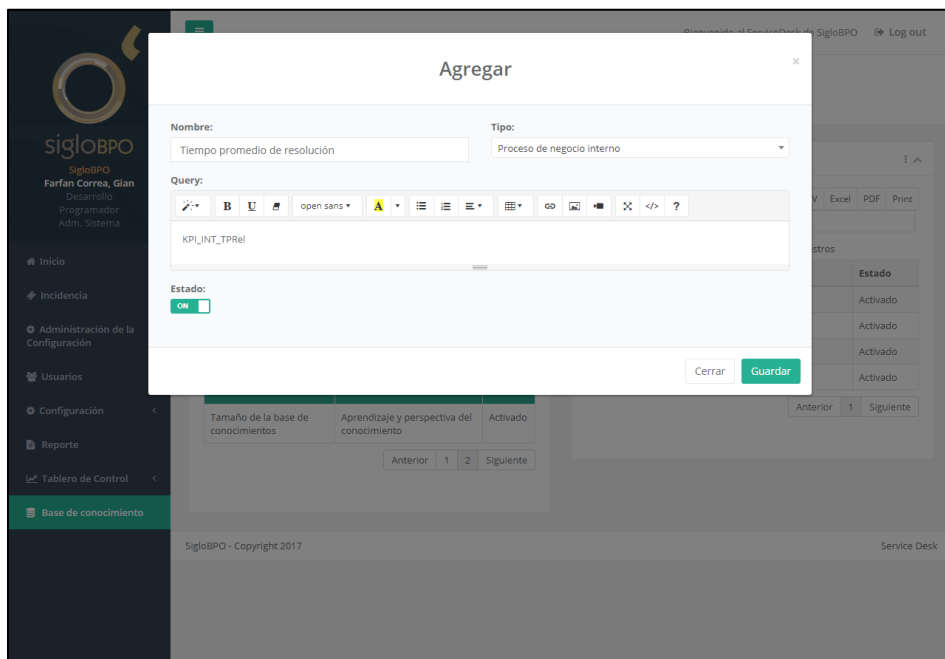 Bienvenido al ServiceDesk de SigloBPO Log out
sigloBPO
SigloBPO
Farfan Correa, Gian
Desarrollo
Programador
Adm. Sistema
Inicio
Incidencia
Administración de la
Configuración
Usuarios
Configuración
Reporte
Tablero de Control
Base de conocimiento
Agregar
×
Nombre:
Tiempo promedio de resolución
Tipo:
Proceso de negocio interno
Query:
B U open sans A </> ?
KPI_INT_TPRel
Estado:
ON
Cerrar Guardar
V Excel PDF Print
stros
Estado
Activado
Activado
Activado
Activado
Anterior 1 Siguiente
Tamaño de la base de
conocimientos
Aprendizaje y perspectiva del
conocimiento
Activado
Anterior 1 2 Siguiente
SigloBPO - Copyright 2017
Service Desk